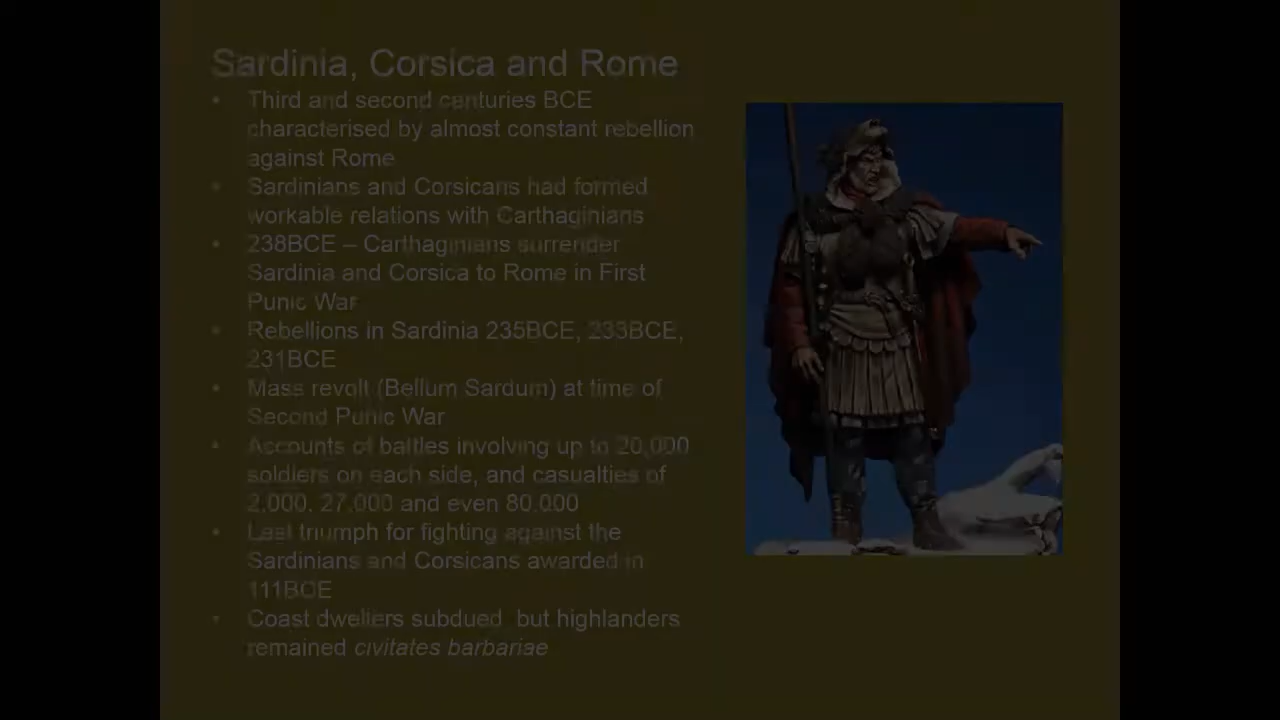 Sardinia, Corsica and Rome
• Third and second centuries BCE
characterised by almost constant rebellion
against Rome
• Sardinians and Corsicans had formed
workable relations with Carthaginians
• 238BCE – Carthaginians surrender
Sardinia and Corsica to Rome in First
Punic War
• Rebellions in Sardinia 235BCE, 233BCE,
231BCE
• Mass revolt (Bellum Sardum) at time of
Second Punic War
• Accounts of battles involving up to 20,000
soldiers on each side, and casualties of
2,000, 27,000 and even 80,000
• Last triumph for fighting against the
Sardinians and Corsicans awarded in
111BCE
• Coast dwellers subdued, but highlanders
remained civitates barbariae